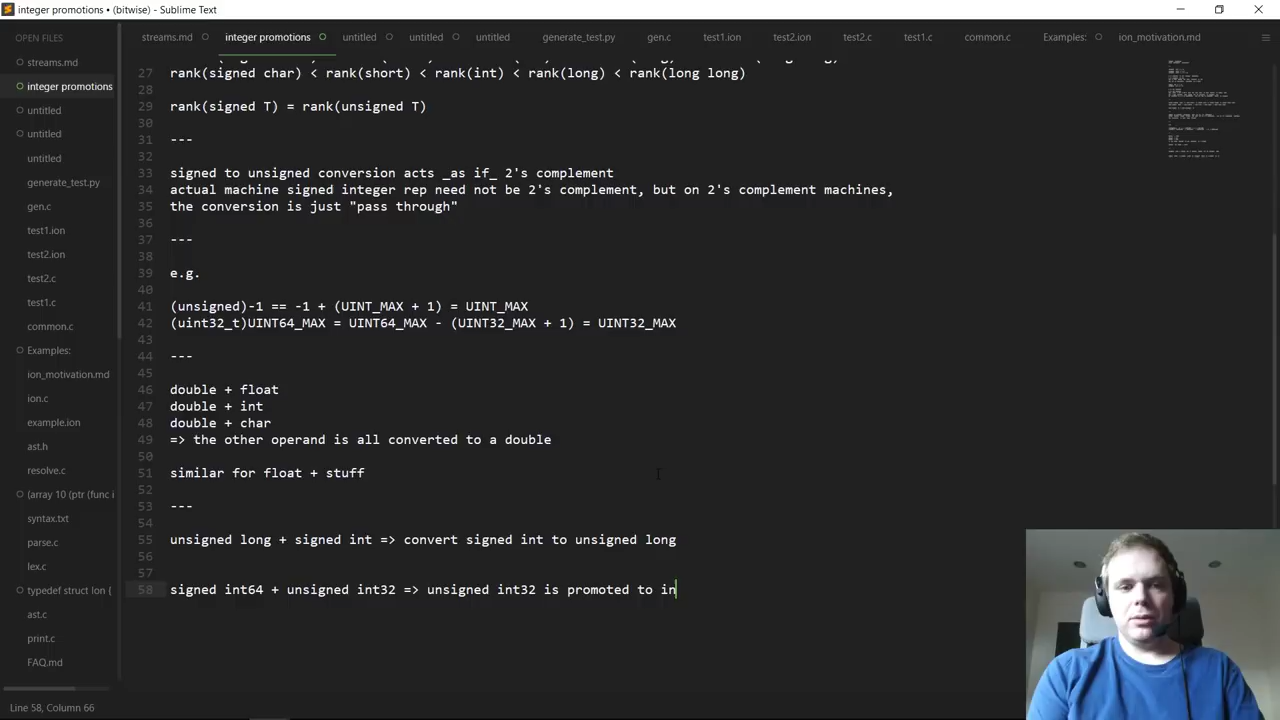 integer promotions • (bitwise) - Sublime Text
OPEN FILES
streams.md
integer promotions
untitled
untitled
untitled
generate_test.py
gen.c
test1.ion
test2.ion
test2.c
test1.c
common.c
Examples:
ion_motivation.md
ion.c
example.ion
ast.h
resolve.c
(array 10 (ptr (func i
syntax.txt
parse.c
lex.c
typedef struct Ion {
ast.c
print.c
FAQ.md
streams.md
integer promotions
untitled
untitled
untitled
generate_test.py
gen.c
test1.ion
test2.ion
test2.c
test1.c
common.c
Examples:
ion_motivation.md
27 rank(signed char) < rank(short) < rank(int) < rank(long) < rank(long long)
28
29 rank(signed T) = rank(unsigned T)
30
31 ---
32
33 signed to unsigned conversion acts _as if_ 2's complement
34 actual machine signed integer rep need not be 2's complement, but on 2's complement machines,
35 the conversion is just "pass through"
36
37 ---
38
39 e.g.
40
41 (unsigned)-1 == -1 + (UINT_MAX + 1) = UINT_MAX
42 (uint32_t)UINT64_MAX = UINT64_MAX - (UINT32_MAX + 1) = UINT32_MAX
43
44 ---
45
46 double + float
47 double + int
48 double + char
49 => the other operand is all converted to a double
50
51 similar for float + stuff
52
53 ---
54
55 unsigned long + signed int => convert signed int to unsigned long
56
57
58 signed int64 + unsigned int32 => unsigned int32 is promoted to in
Line 58, Column 66